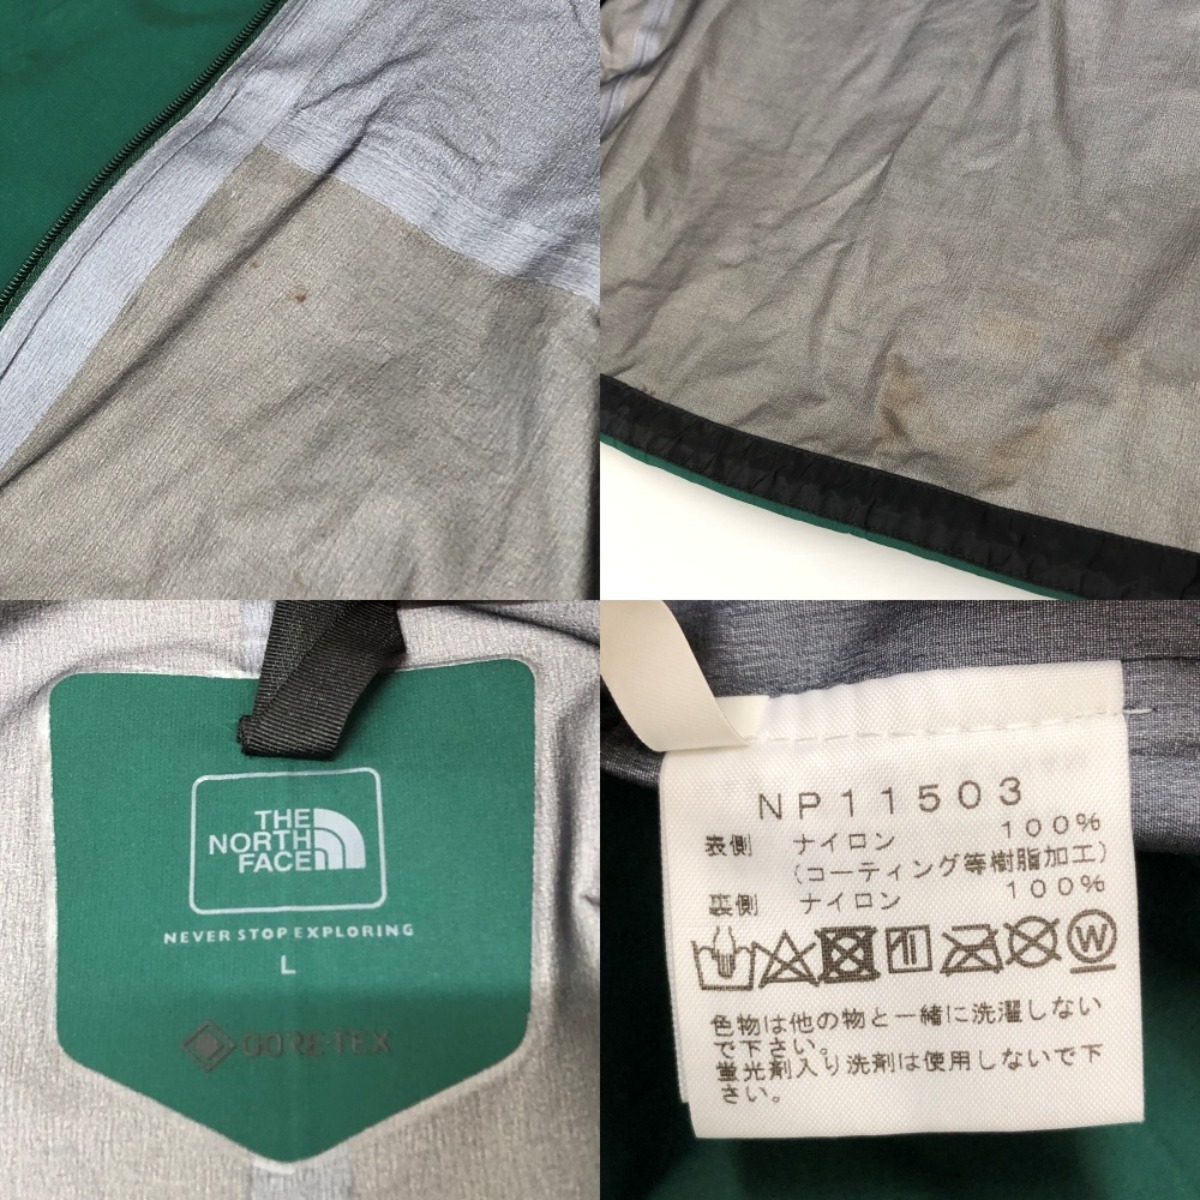 THE
NORTH
FACE
NEVER STOP EXPLORING
L
GORE-TEX
NP11503
表側 ナイロン 100%
(コーティング等樹脂加工)
裏側 ナイロン 100%
W
色物は他の物と一緒に洗濯しない
で下さい。
蛍光剤入り洗剤は使用しないで下
さい。